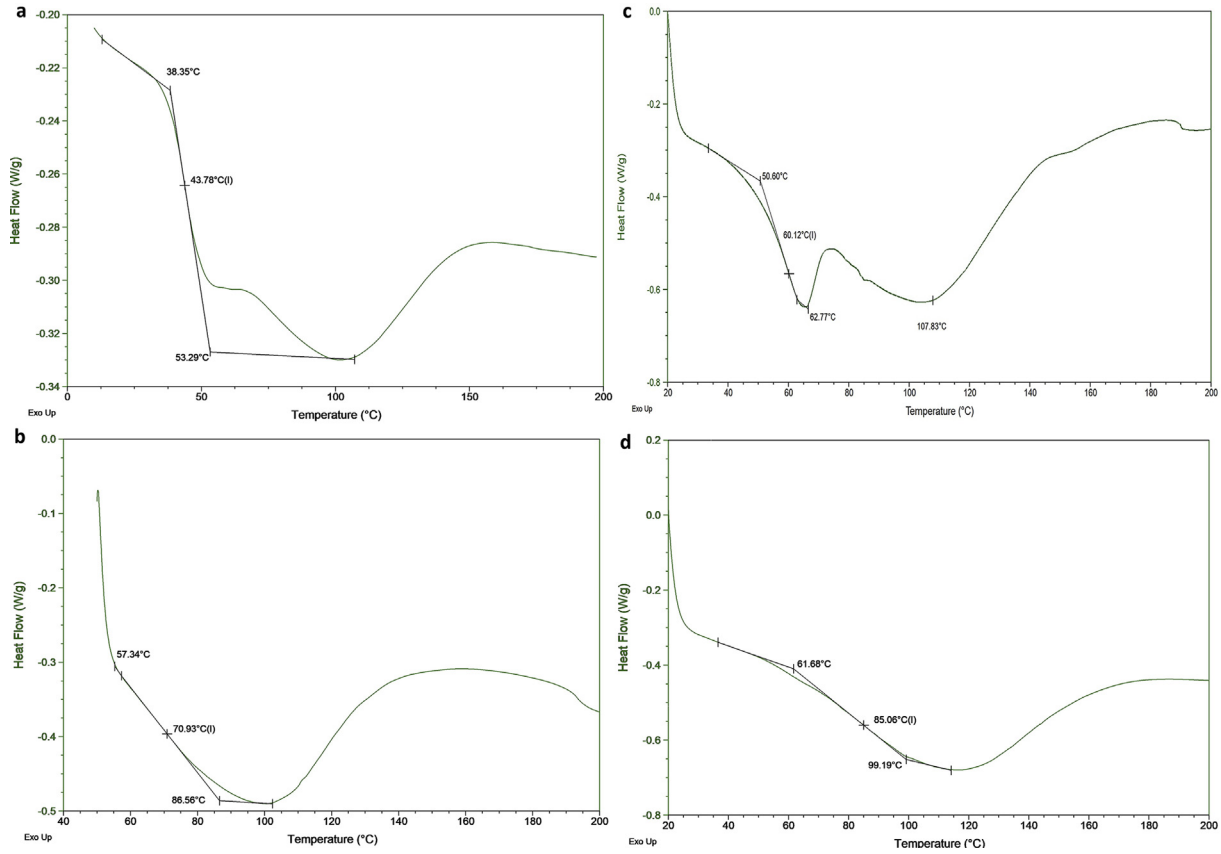 a
-0.20
-0.22
-0.24
-0.26
-0.28
-0.30
-0.32
-0.34
Heat Flow (W/g)
38.35°C
43.78°C(I)
53.29°C
0
50
100
150
200
Exo Up
Temperature (°C)
c
0.0
-0.2
-0.4
-0.6
-0.8
Heat Flow (W/g)
50.60°C
60.12°C(I)
62.77°C
107.83°C
20
40
60
80
100
120
140
160
180
200
Exo Up
Temperature (°C)
b
0.0
-0.1
-0.2
-0.3
-0.4
-0.5
Heat Flow (W/g)
57.34°C
70.93°C(I)
86.56°C
40
60
80
100
120
140
160
180
200
Exo Up
Temperature (°C)
d
0.2
0.0
-0.2
-0.4
-0.6
-0.8
Heat Flow (W/g)
61.68°C
85.06°C(I)
99.19°C
20
40
60
80
100
120
140
160
180
200
Exo Up
Temperature (°C)